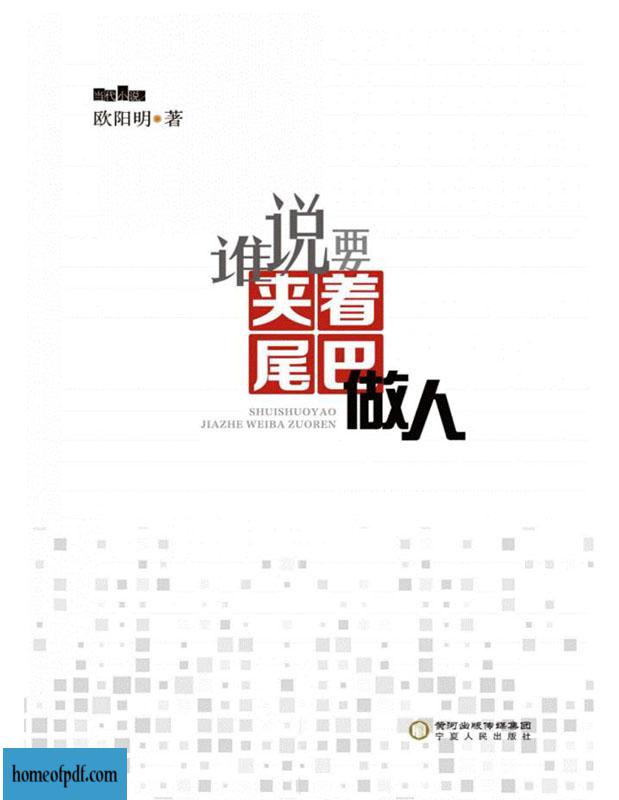 当代小说
欧阳明 著
谁说要
夹着
尾巴做人
SHUISHUOYAO
JIAZHE WEIBA ZUOREN
黄河出版传媒集团
宁夏人民出版社
homeofpdf.com